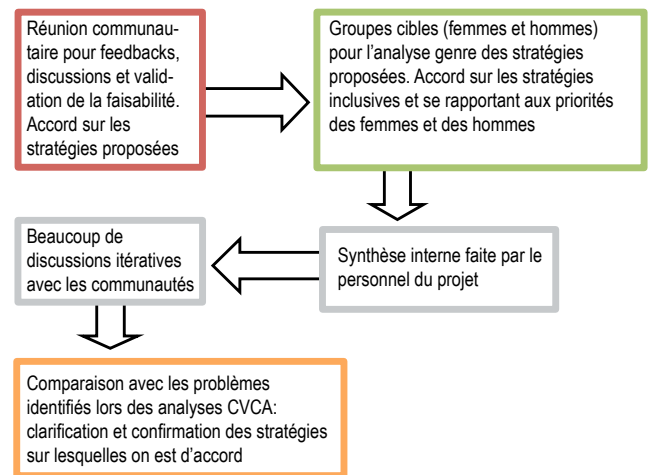 Réunion communau-
taire pour feedbacks,
discussions et valid-
ation de la faisabilité.
Accord sur les
stratégies proposées
Groupes cibles (femmes et hommes)
pour l'analyse genre des stratégies
proposées. Accord sur les stratégies
inclusives et se rapportant aux priorités
des femmes et des hommes
Synthèse interne faite par le
personnel du projet
Beaucoup de
discussions itératives
avec les communautés
Comparaison avec les problèmes
identifiés lors des analyses CVCA:
clarification et confirmation des stratégies
sur lesquelles on est d'accord